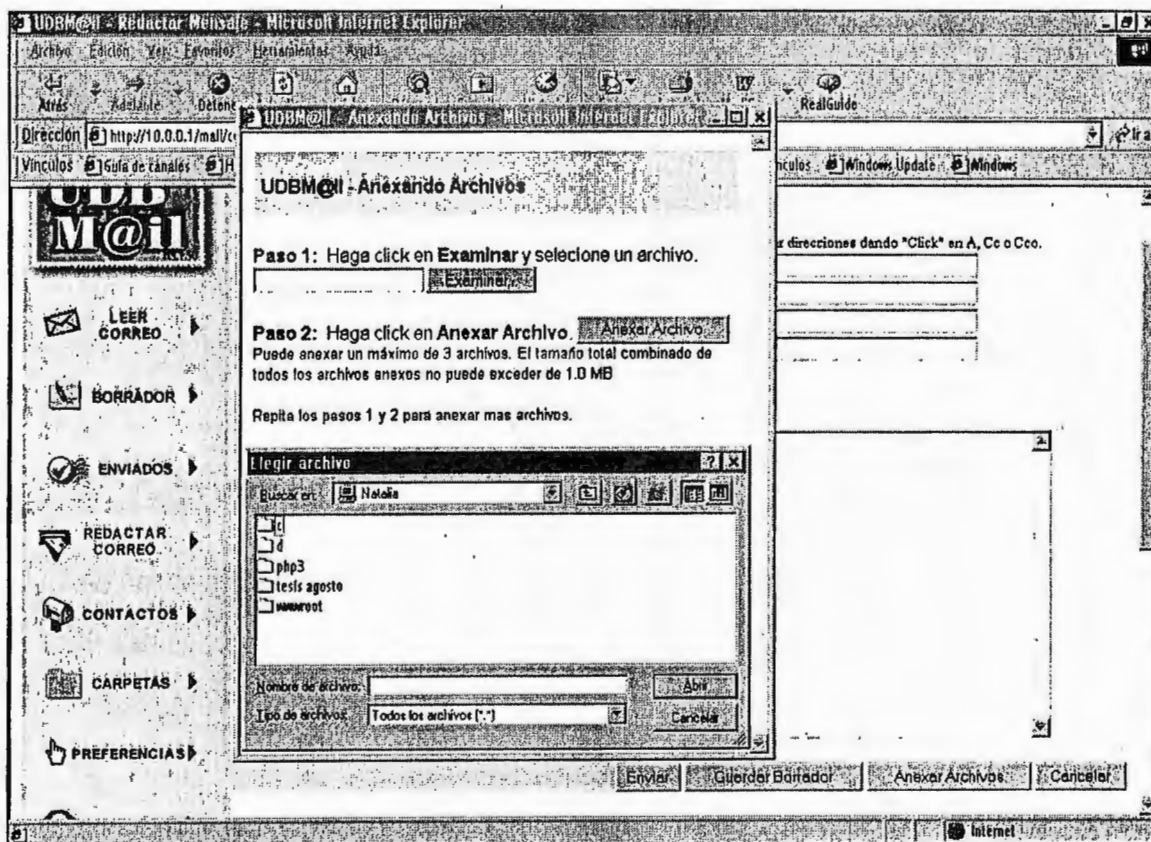 UDBM@il - Redactar Mensaje - Microsoft Internet Explorer
Archivo Edición Ver Favoritos Herramientas Ayuda
Atrás Adelante Detene RealGuide
Dirección http://10.0.0.1/mail/c Ir a
Vínculos Guía de canales H nculos Windows Update Windows
UDBM@il - Anexando Archivos - Microsoft Internet Explorer
UDBM@il - Anexando Archivos
UDB
M@il
r direcciones dando "Click" en A, Cc o Cco.
Paso 1: Haga click en Examinar y selecione un archivo.
Examinar...
Paso 2: Haga click en Anexar Archivo. Anexar Archivo
Puede anexar un máximo de 3 archivos. El tamaño total combinado de
todos los archivos anexos no puede exceder de 1.0 MB
Repita los pasos 1 y 2 para anexar mas archivos.
LEER
CORREO
BORRADOR
ENVIADOS
REDACTAR
CORREO
CONTACTOS
CARPETAS
PREFERENCIAS
Elegir archivo
Buscar en: Natalia
c
d
php3
tesis agosto
wwwroot
Nombre de archivo: Abrir
Tipo de archivos: Todos los archivos (*.*) Cancelar
Enviar Guardar Borrador Anexar Archivos Cancelar
Internet